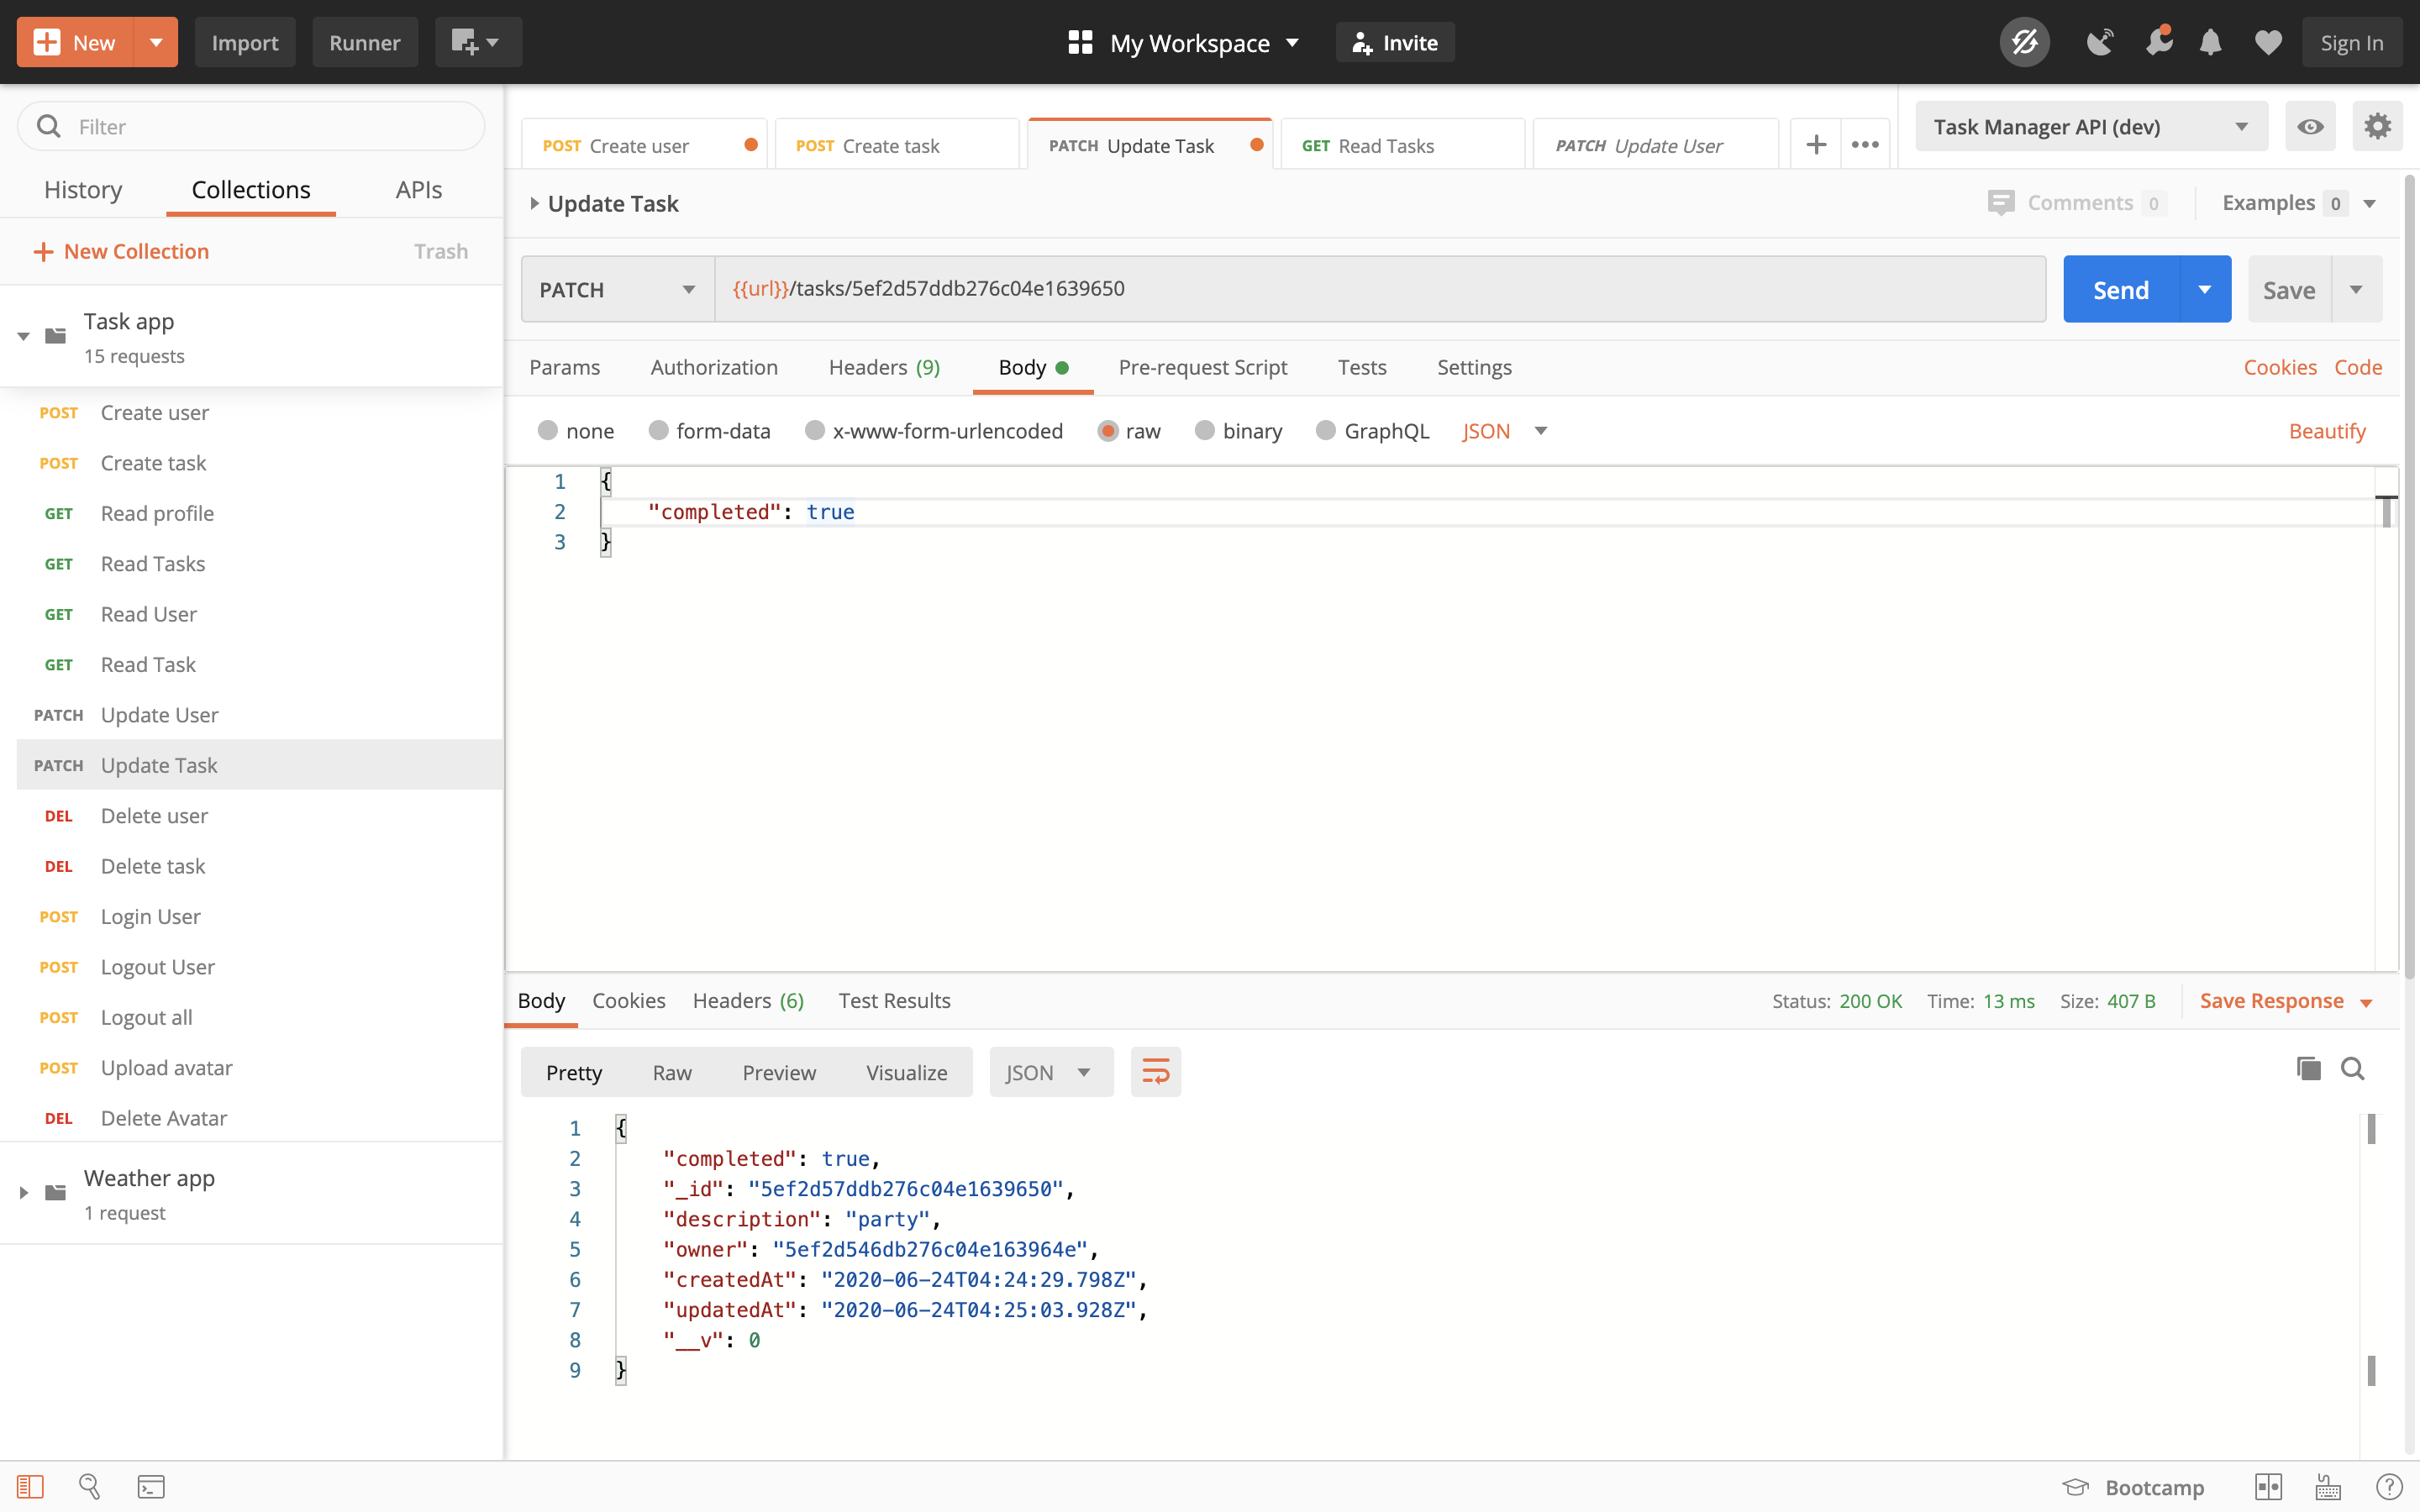 New
Import
Runner
My Workspace
Invite
Sign In
Filter
History
Collections
APIs
New Collection
Trash
Task app
15 requests
POST Create user
POST Create task
GET Read profile
GET Read Tasks
GET Read User
GET Read Task
PATCH Update User
PATCH Update Task
DEL Delete user
DEL Delete task
POST Login User
POST Logout User
POST Logout all
POST Upload avatar
DEL Delete Avatar
Weather app
1 request
POST Create user
POST Create task
PATCH Update Task
GET Read Tasks
PATCH Update User
Task Manager API (dev)
Update Task
Comments 0
Examples 0
PATCH
{{url}}/tasks/5ef2d57ddb276c04e1639650
Send
Save
Params
Authorization
Headers (9)
Body
Pre-request Script
Tests
Settings
Cookies
Code
none
form-data
x-www-form-urlencoded
raw
binary
GraphQL
JSON
Beautify
1 {
2 "completed": true
3 }
Body
Cookies
Headers (6)
Test Results
Status: 200 OK
Time: 13 ms
Size: 407 B
Save Response
Pretty
Raw
Preview
Visualize
JSON
1 {
2 "completed": true,
3 "_id": "5ef2d57ddb276c04e1639650",
4 "description": "party",
5 "owner": "5ef2d546db276c04e163964e",
6 "createdAt": "2020-06-24T04:24:29.798Z",
7 "updatedAt": "2020-06-24T04:25:03.928Z",
8 "__v": 0
9 }
Bootcamp